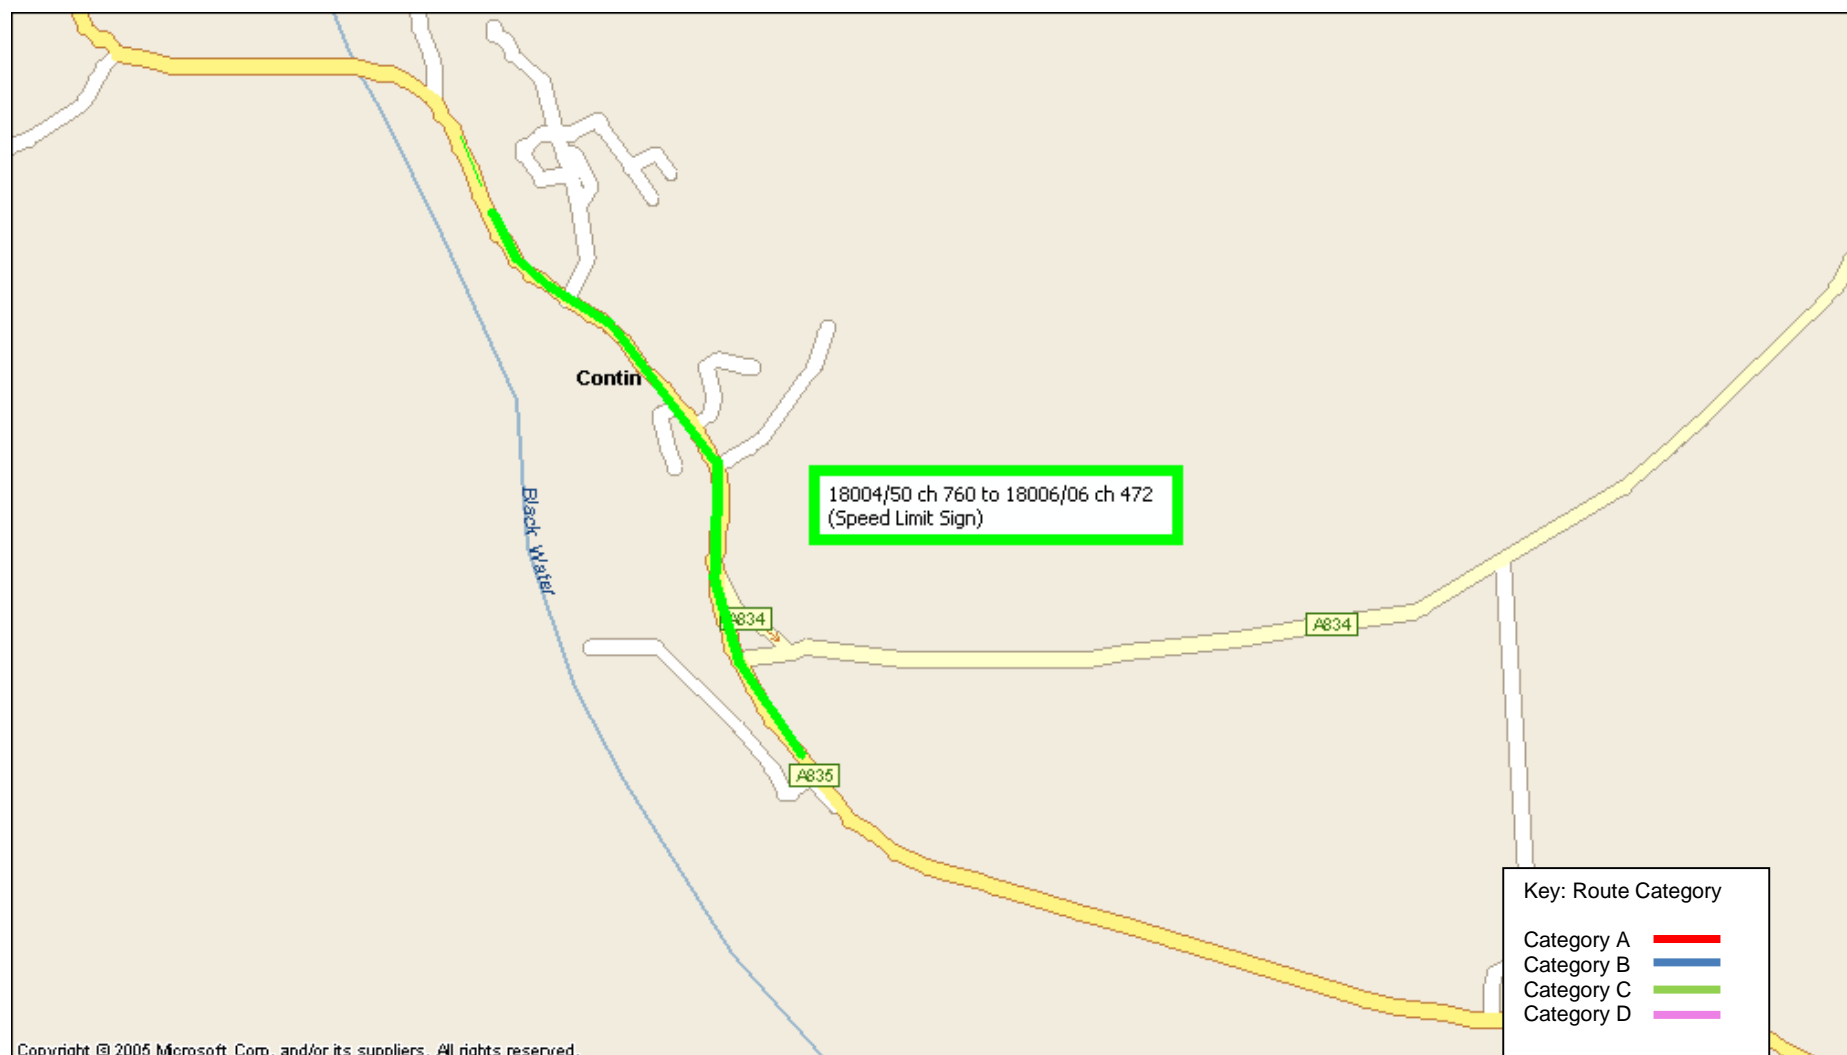 Contin
18004/50 ch 760 to 18006/06 ch 472
(Speed Limit Sign)
Black Water
A834
A834
A835
Key: Route Category
Category A
Category B
Category C
Category D
Copyright © 2005 Microsoft Corp. and/or its suppliers. All rights reserved.